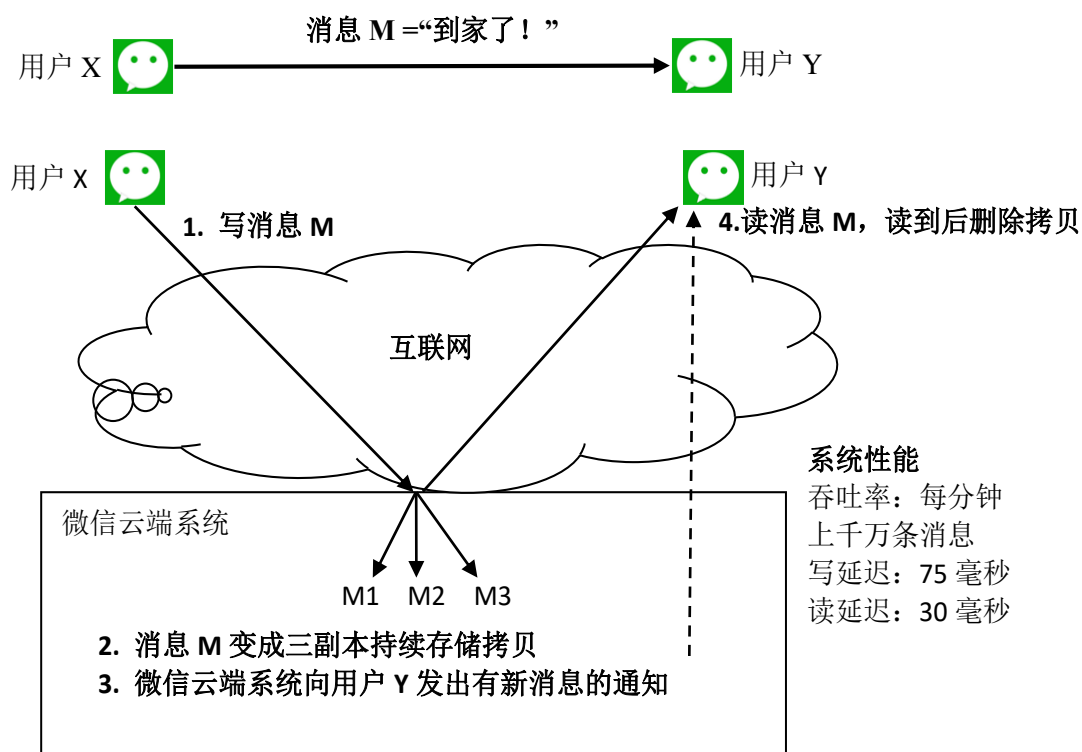 消息 M =“到家了！”
用户 X
用户 Y
用户 X
用户 Y
1. 写消息 M
4.读消息 M，读到后删除拷贝
互联网
系统性能
吞吐率：每分钟
上千万条消息
写延迟：75 毫秒
读延迟：30 毫秒
微信云端系统
M1 M2 M3
2. 消息 M 变成三副本持续存储拷贝
3. 微信云端系统向用户 Y 发出有新消息的通知